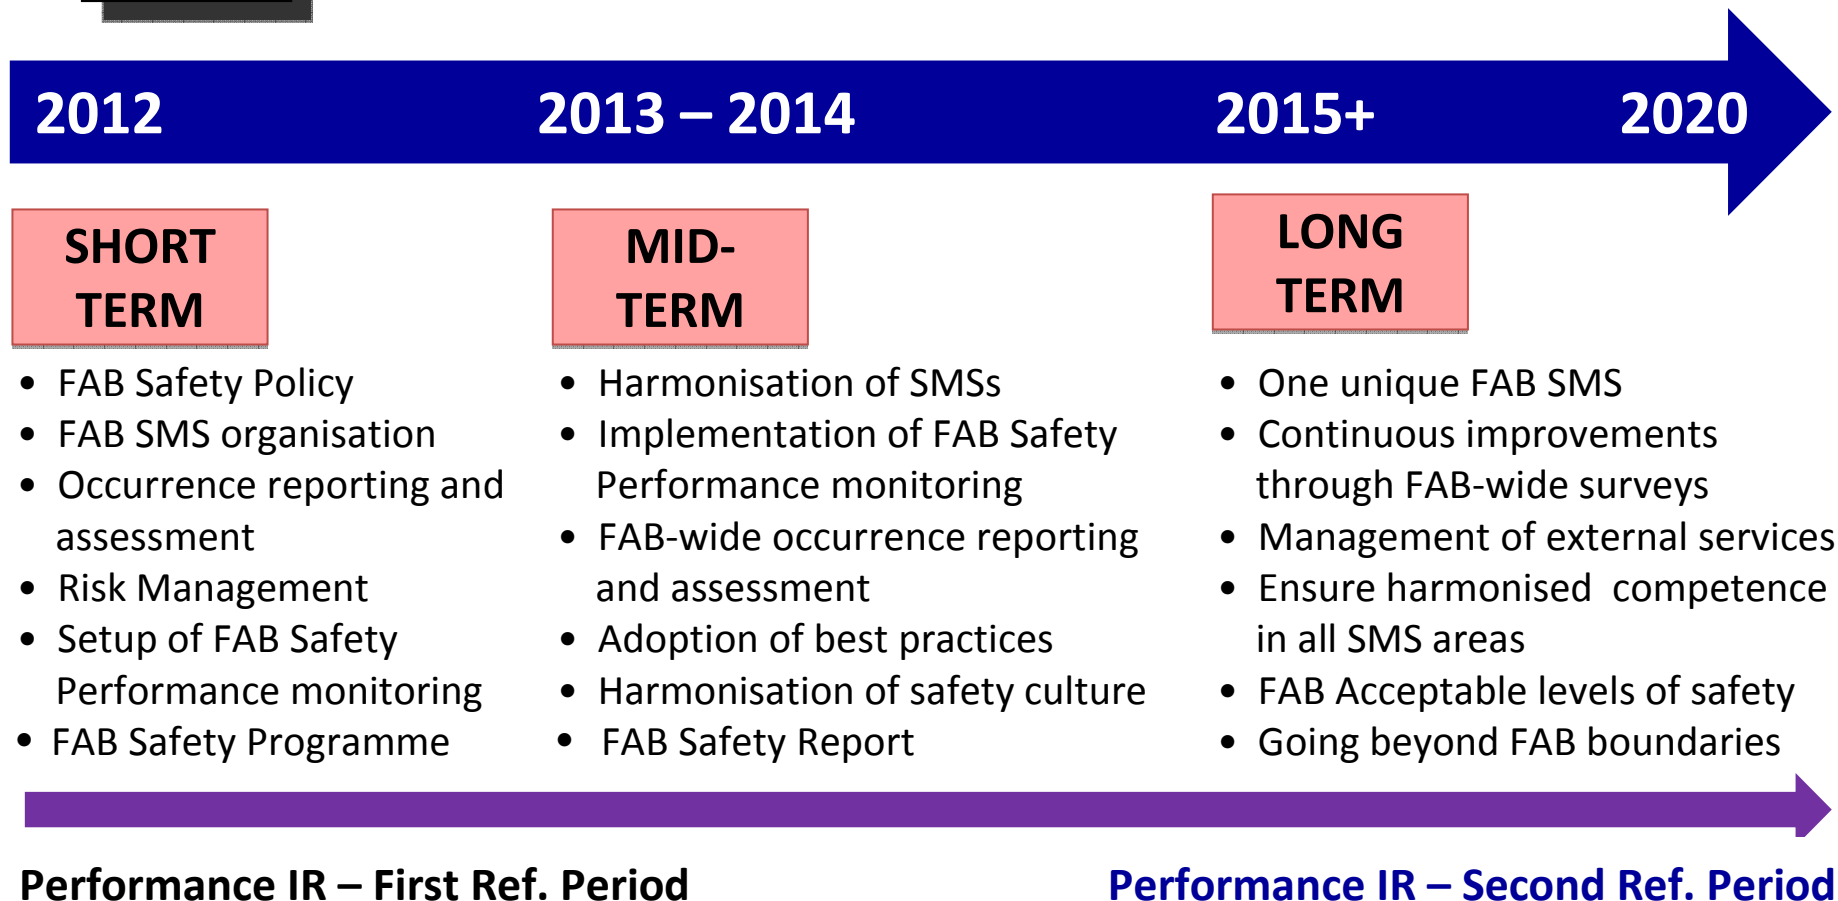 2012 2013 – 2014 2015+ 2020
SHORT
TERM
• FAB Safety Policy
• FAB SMS organisation
• Occurrence reporting and
assessment
• Risk Management
• Setup of FAB Safety
Performance monitoring
• FAB Safety Programme
MID-
TERM
• Harmonisation of SMSs
• Implementation of FAB Safety
Performance monitoring
• FAB-wide occurrence reporting
and assessment
• Adoption of best practices
• Harmonisation of safety culture
• FAB Safety Report
LONG
TERM
• One unique FAB SMS
• Continuous improvements
through FAB-wide surveys
• Management of external services
• Ensure harmonised  competence
in all SMS areas
• FAB Acceptable levels of safety
• Going beyond FAB boundaries
Performance IR – First Ref. Period
Performance IR – Second Ref. Period